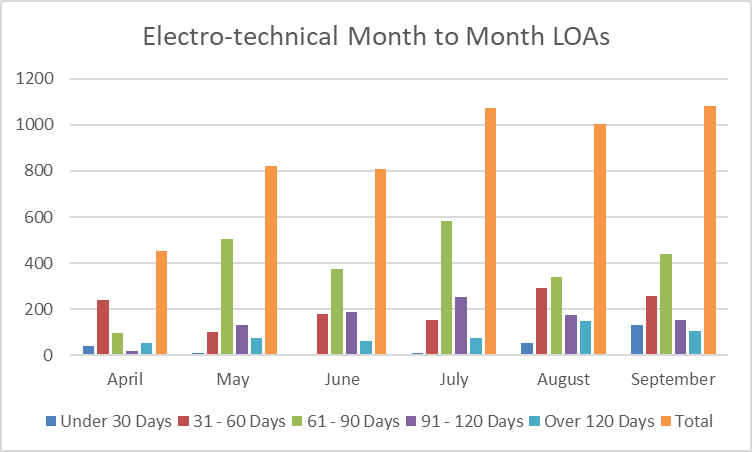 Electro-technical Month to Month LOAs
1200
1000
800
600
400
200
0
April May June July August September
Under 30 Days 31 - 60 Days 61 - 90 Days 91 - 120 Days Over 120 Days Total